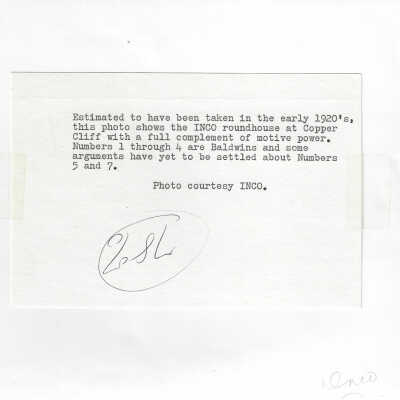 Estimated to have been taken in the early 1920's,
this photo shows the INCO roundhouse at Copper
Cliff with a full complement of motive power.
Numbers 1 through 4 are Baldwins and some
arguments have yet to be settled about Numbers
5 and 7.
Photo courtesy INCO.
Inco